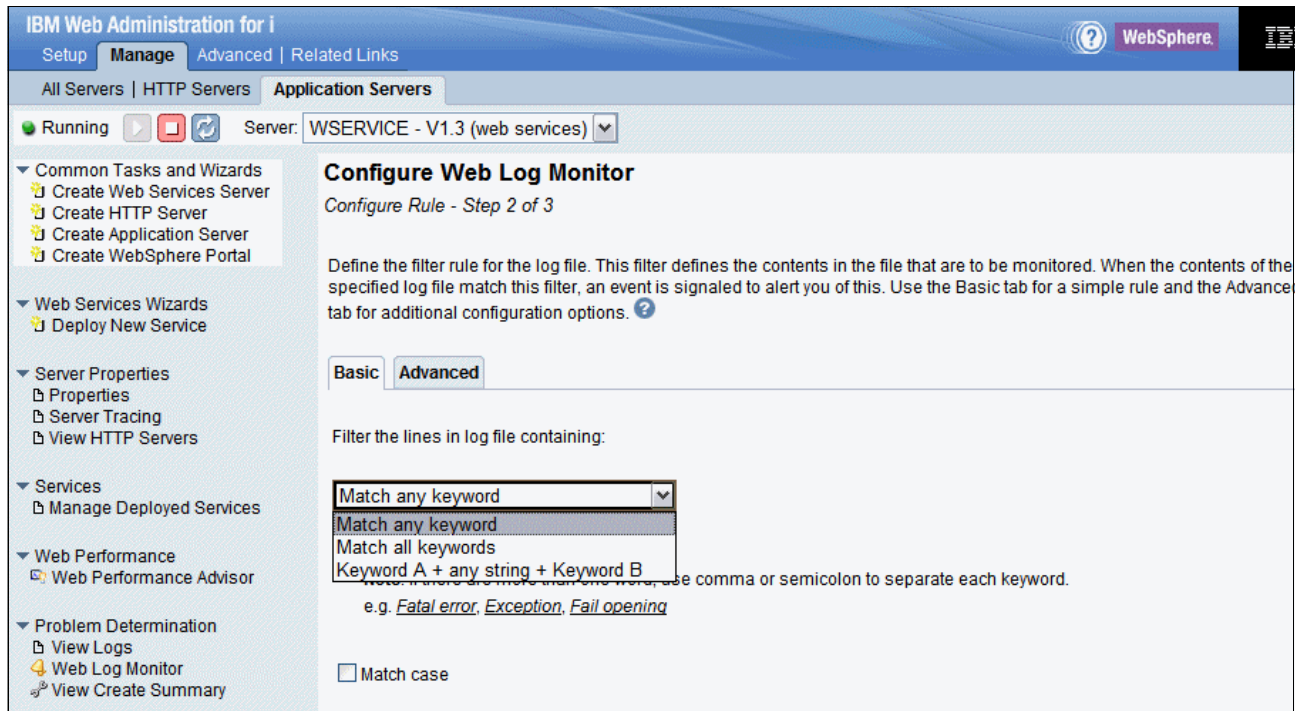 IBM Web Administration for i
Setup Manage Advanced | Related Links
WebSphere.
IBM
All Servers | HTTP Servers Application Servers
Running Server: WSERVICE - V1.3 (web services)
Common Tasks and Wizards
Create Web Services Server
Create HTTP Server
Create Application Server
Create WebSphere Portal
Web Services Wizards
Deploy New Service
Server Properties
Properties
Server Tracing
View HTTP Servers
Services
Manage Deployed Services
Web Performance
Web Performance Advisor
Problem Determination
View Logs
Web Log Monitor
View Create Summary
Configure Web Log Monitor
Configure Rule - Step 2 of 3
Define the filter rule for the log file. This filter defines the contents in the file that are to be monitored. When the contents of the
specified log file match this filter, an event is signaled to alert you of this. Use the Basic tab for a simple rule and the Advance
tab for additional configuration options.
Basic Advanced
Filter the lines in log file containing:
Match any keyword
Match any keyword
Match all keywords
Keyword A + any string + Keyword B
comma or semicolon to separate each keyword.
e.g. Fatal error, Exception, Fail opening
Match case